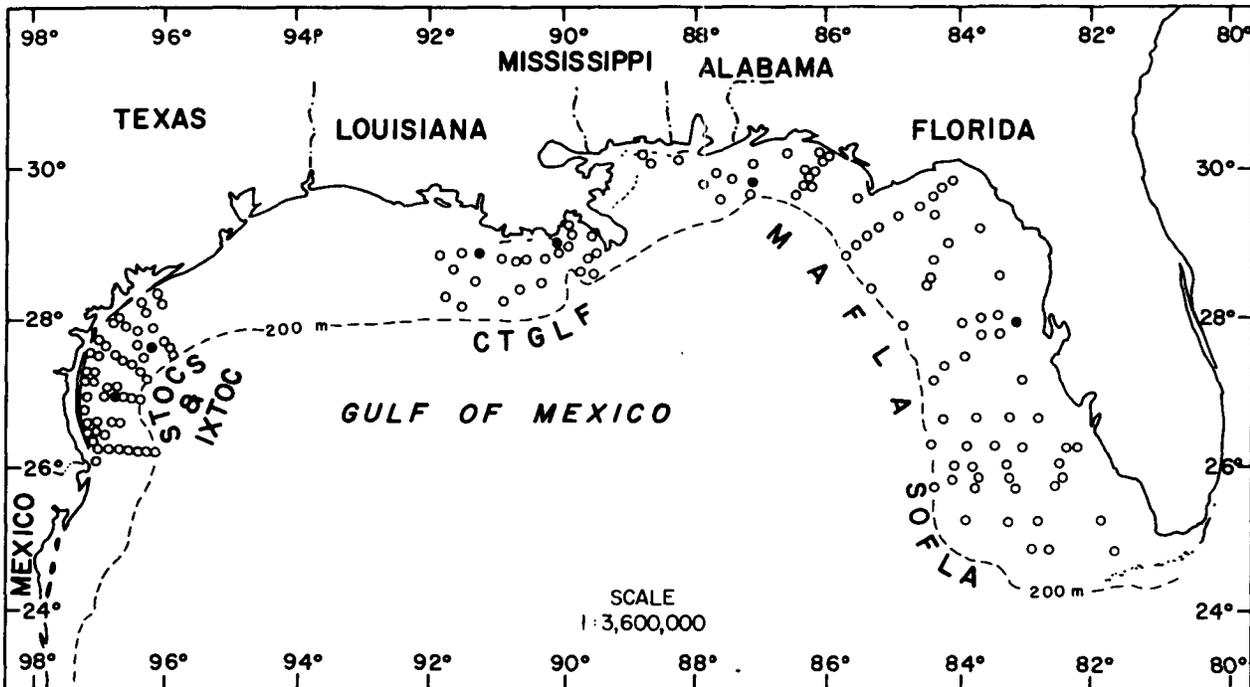 98° 96° 94° 92° 90° 88° 86° 84° 82° 80°
MISSISSIPPI ALABAMA
TEXAS LOUISIANA FLORIDA
30° 30°
MAFLA
28° 28°
200 m
CTGLF
STOCS
&
IXTOC
GULF OF MEXICO
26° 26°
SOFLA
MEXICO
200 m
SCALE
1:3,600,000
24° 24°
98° 96° 94° 92° 90° 88° 86° 84° 82° 80°